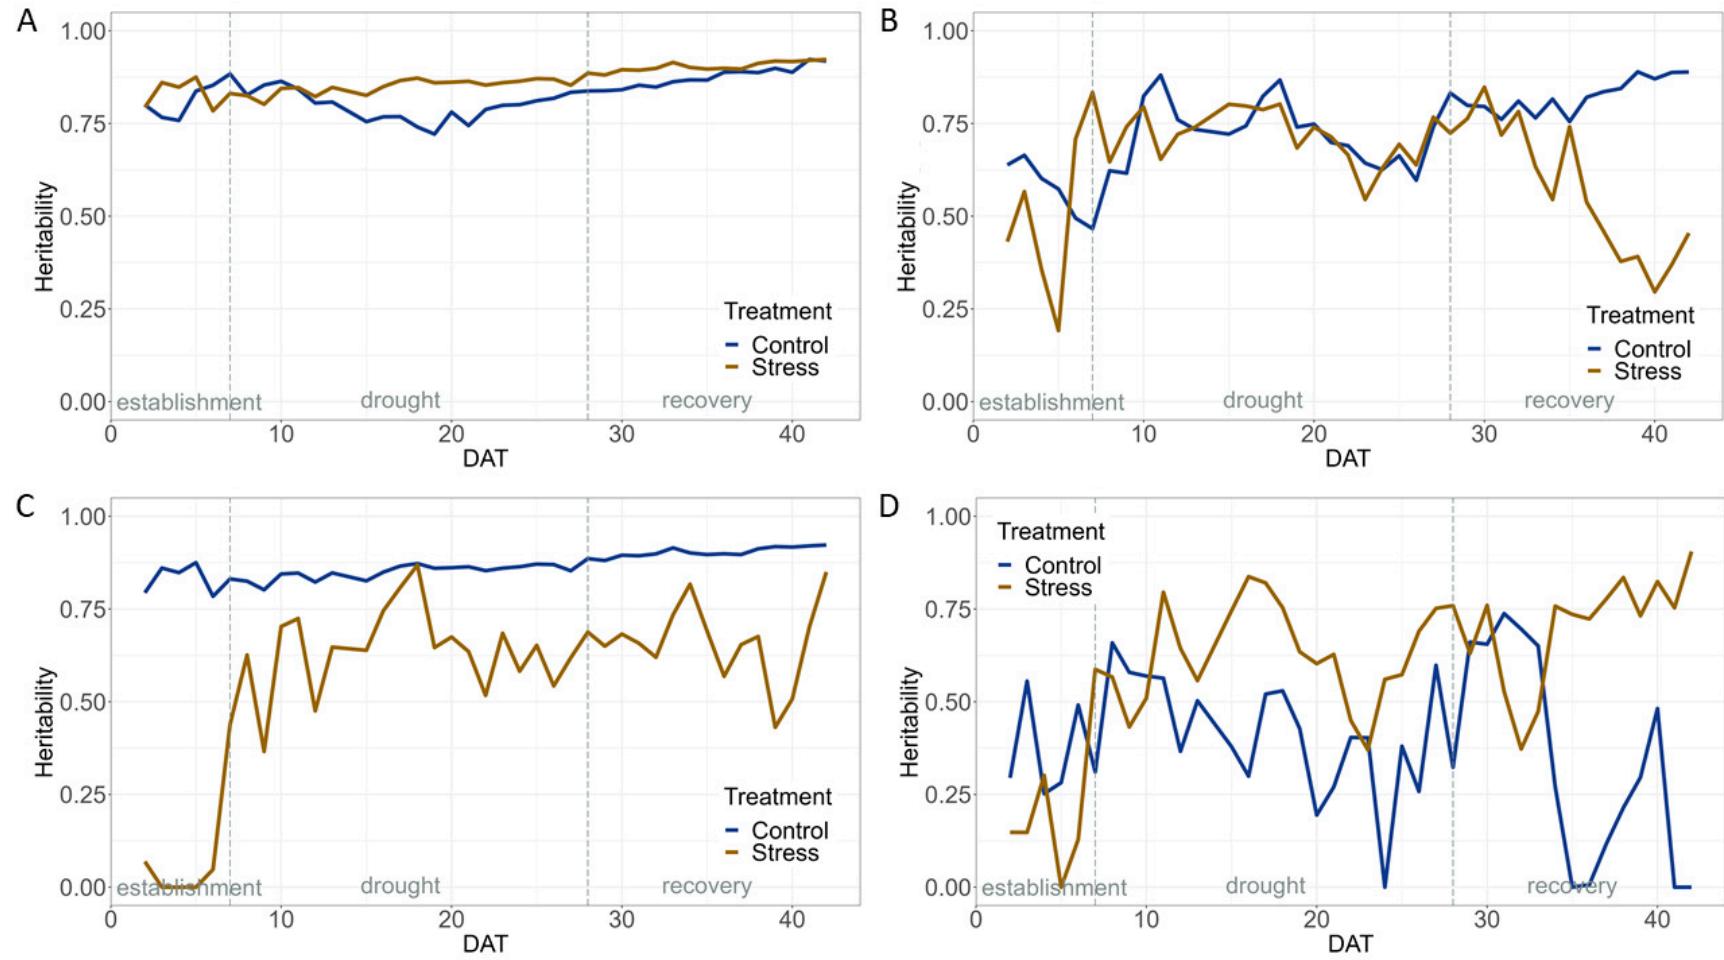 A
1.00
0.75
0.50
0.25
0.00
Heritability
Treatment
Control
Stress
establishment drought recovery
0 10 20 30 40
DAT
B
1.00
0.75
0.50
0.25
0.00
Heritability
Treatment
Control
Stress
establishment drought recovery
0 10 20 30 40
DAT
C
1.00
0.75
0.50
0.25
0.00
Heritability
Treatment
Control
Stress
establishment drought recovery
0 10 20 30 40
DAT
D
1.00
0.75
0.50
0.25
0.00
Heritability
Treatment
Control
Stress
establishment drought recovery
0 10 20 30 40
DAT